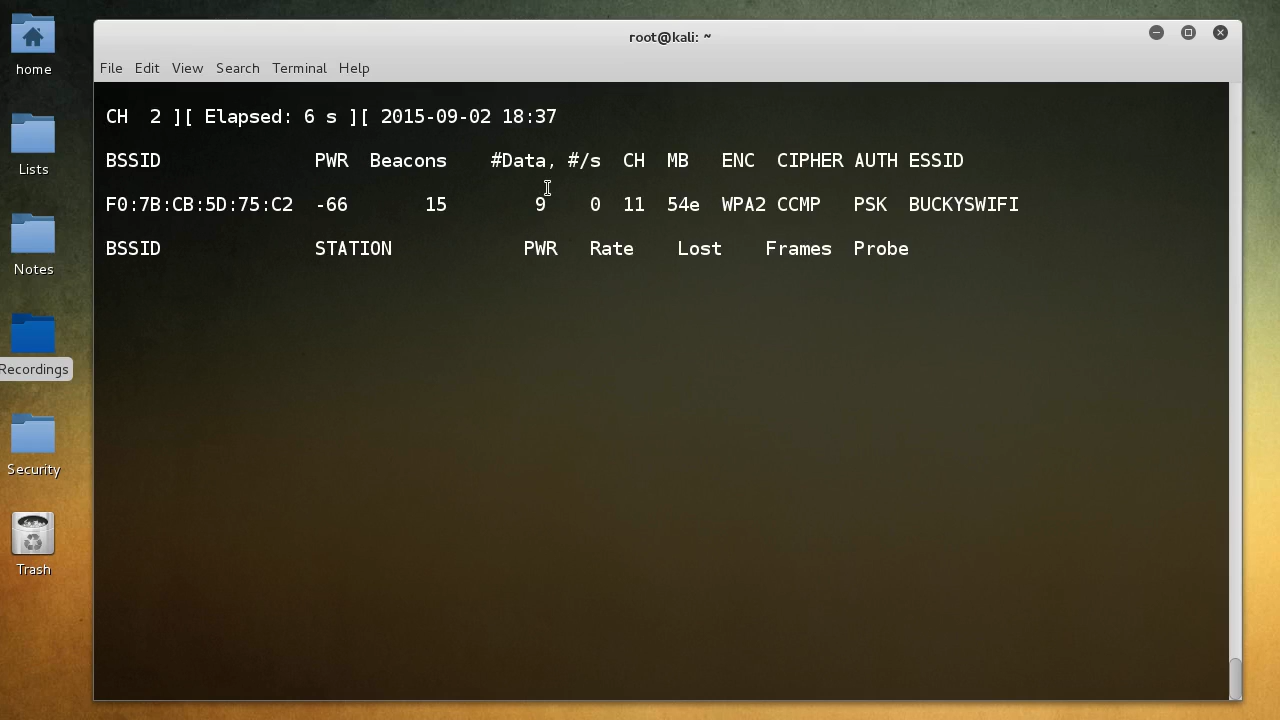 root@kali: ~
File Edit View Search Terminal Help
CH  2 ][ Elapsed: 6 s ][ 2015-09-02 18:37
BSSID              PWR  Beacons    #Data, #/s  CH  MB   ENC  CIPHER AUTH ESSID
F0:7B:CB:5D:75:C2  -66       15        9    0  11  54e  WPA2 CCMP   PSK  BUCKYSWIFI
BSSID              STATION            PWR   Rate    Lost    Frames  Probe
home
Lists
Notes
Recordings
Security
Trash